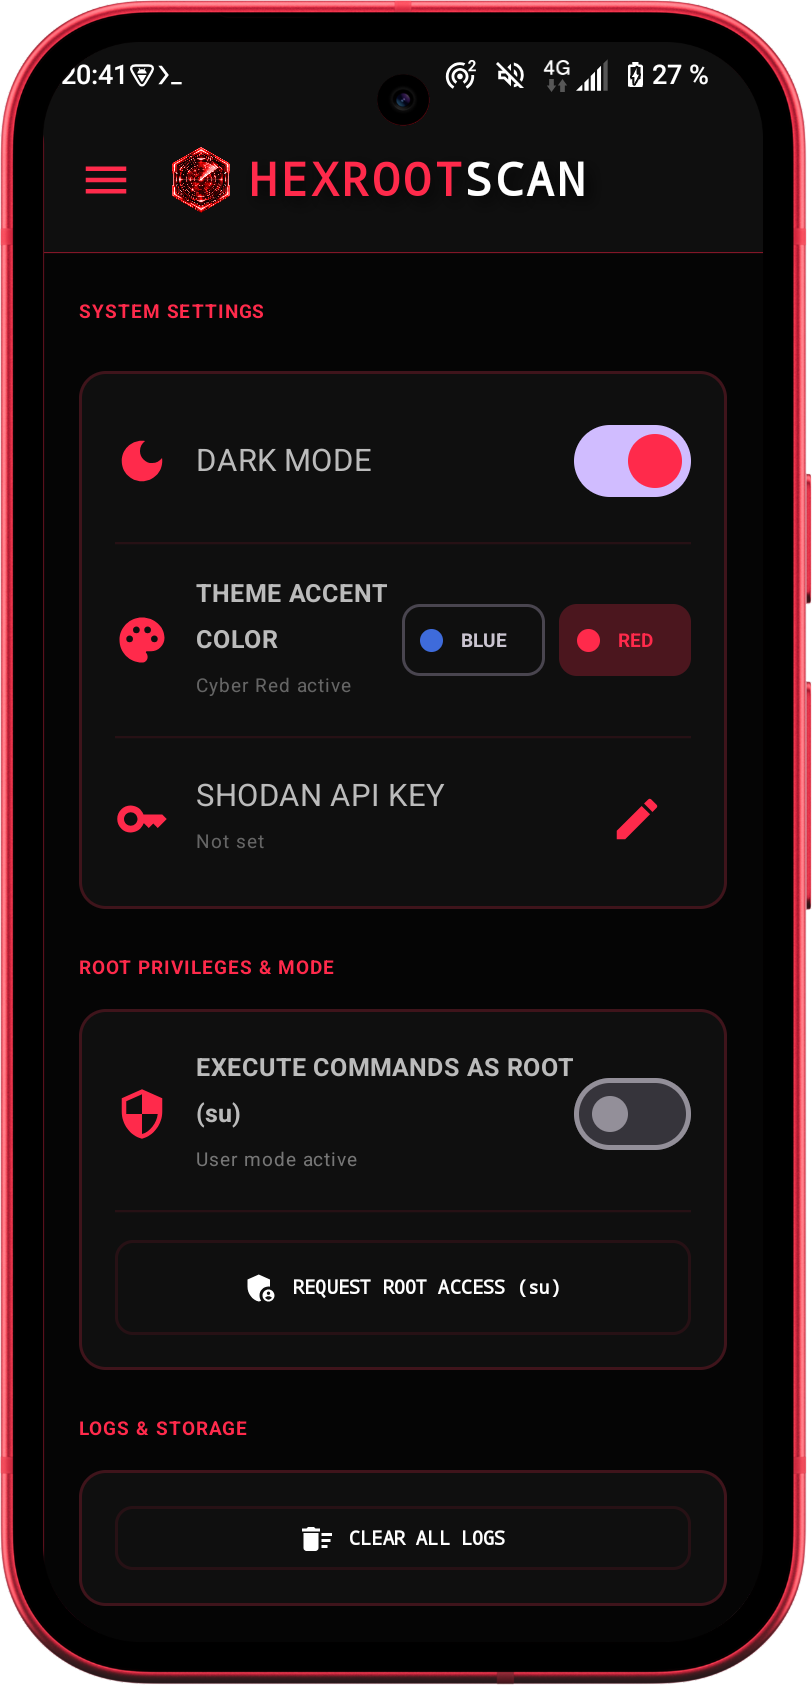 20:41
2
4G
27 %
HEXROOTSCAN
SYSTEM SETTINGS
DARK MODE
THEME ACCENT
COLOR
Cyber Red active
BLUE
RED
SHODAN API KEY
Not set
ROOT PRIVILEGES & MODE
EXECUTE COMMANDS AS ROOT
(su)
User mode active
REQUEST ROOT ACCESS (su)
LOGS & STORAGE
CLEAR ALL LOGS